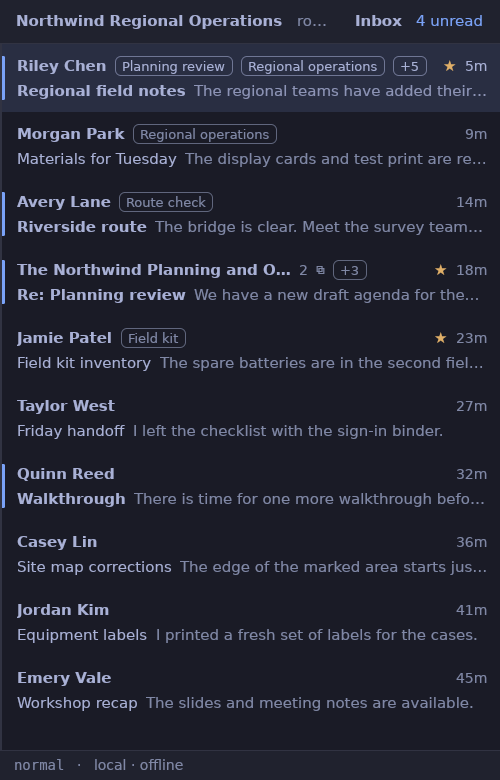 Northwind Regional Operations ro… Inbox 4 unread
Riley Chen Planning review Regional operations +5 ★ 5m
Regional field notes The regional teams have added their…
Morgan Park Regional operations 9m
Materials for Tuesday The display cards and test print are re…
Avery Lane Route check 14m
Riverside route The bridge is clear. Meet the survey team…
The Northwind Planning and O… 2 ⧉ +3 ★ 18m
Re: Planning review We have a new draft agenda for the…
Jamie Patel Field kit ★ 23m
Field kit inventory The spare batteries are in the second fiel…
Taylor West 27m
Friday handoff I left the checklist with the sign-in binder.
Quinn Reed 32m
Walkthrough There is time for one more walkthrough befo…
Casey Lin 36m
Site map corrections The edge of the marked area starts jus…
Jordan Kim 41m
Equipment labels I printed a fresh set of labels for the cases.
Emery Vale 45m
Workshop recap The slides and meeting notes are available.
normal · local · offline